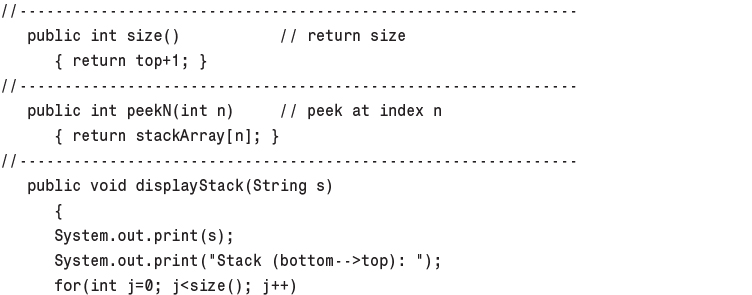 //--------------------------------------------------------------
public int size()           // return size
{ return top+1; }
//--------------------------------------------------------------
public int peekN(int n)     // peek at index n
{ return stackArray[n]; }
//--------------------------------------------------------------
public void displayStack(String s)
{
System.out.print(s);
System.out.print("Stack (bottom-->top): ");
for(int j=0; j<size(); j++)